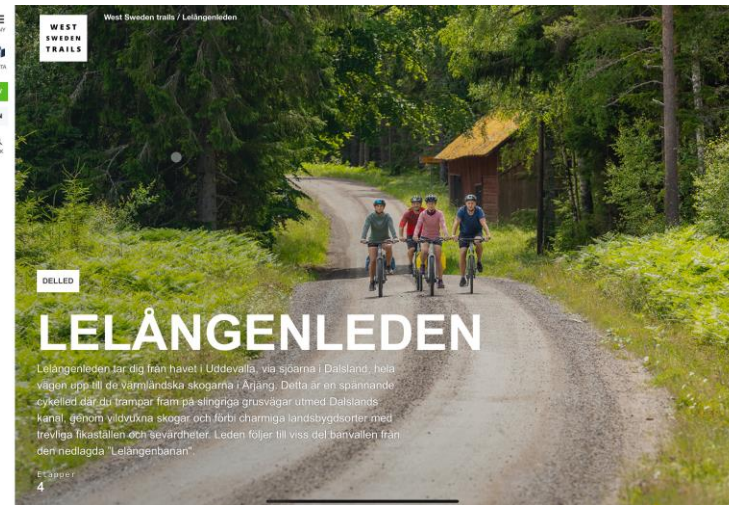 WEST
SWEDEN
TRAILS
West Sweden trails / Lelångenleden
DELLED
LELÅNGENLEDEN
Lelångenleden tar dig från havet i Uddevalla, via sjöarna i Dalsland, hela
vägen upp till de värmländska skogarna i Årjäng. Detta är en spännande
cykelled där du trampar fram på slingriga grusvägar utmed Dalslands
kanal, genom vildvuxna skogar och förbi charmiga landsbygdsorter med
trevliga fikaställen och sevärdheter. Leden följer till viss del banvallen från
den nedlagda "Lelångenbanan".
Etapper
4